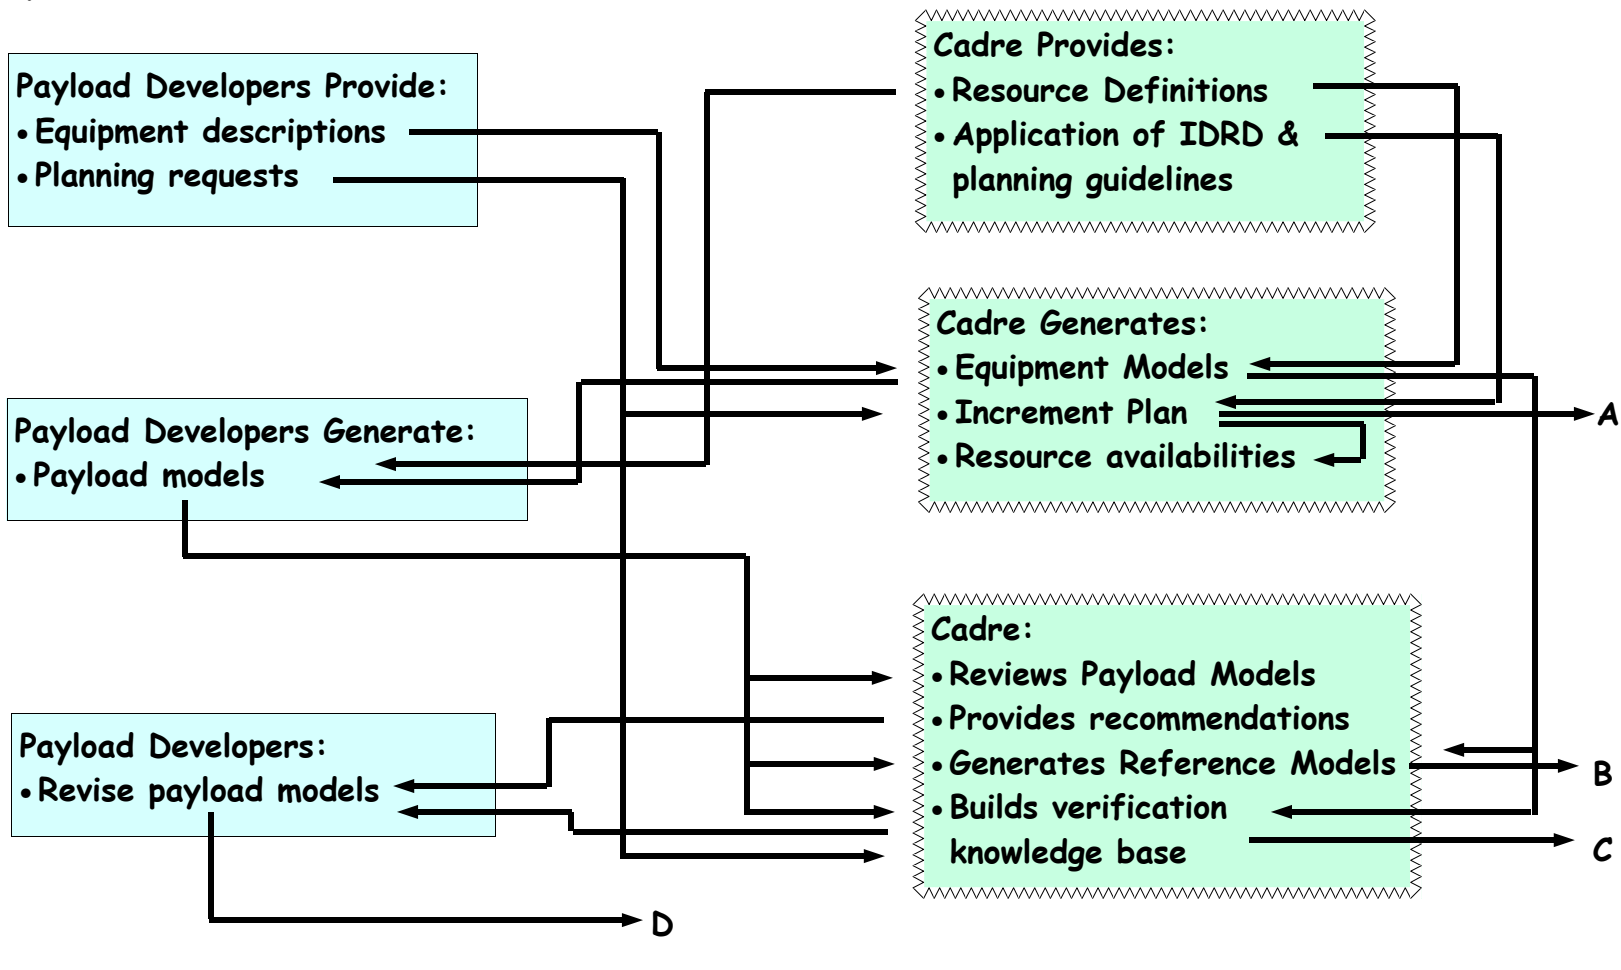 Payload Developers Provide:
• Equipment descriptions
• Planning requests
Cadre Provides:
• Resource Definitions
• Application of IDRD &
planning guidelines
Cadre Generates:
• Equipment Models
• Increment Plan
• Resource availabilities
A
Payload Developers Generate:
• Payload models
Cadre:
• Reviews Payload Models
• Provides recommendations
• Generates Reference Models
• Builds verification
knowledge base
B
C
Payload Developers:
• Revise payload models
D